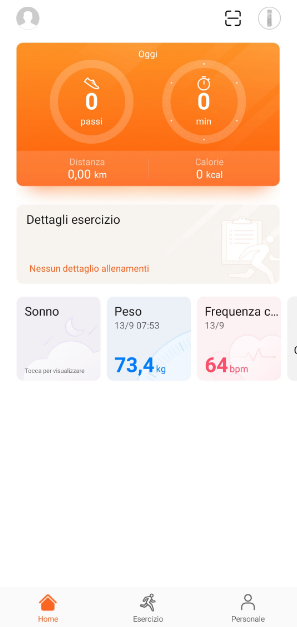 Oggi
0
passi
0
min
Distanza
0,00 km
Calorie
0 kcal
Dettagli esercizio
Nessun dettaglio allenamenti
Sonno
Tocca per visualizzare
Peso
13/9 07:53
73,4 kg
Frequenza c...
13/9
64 bpm
Home
Esercizio
Personale